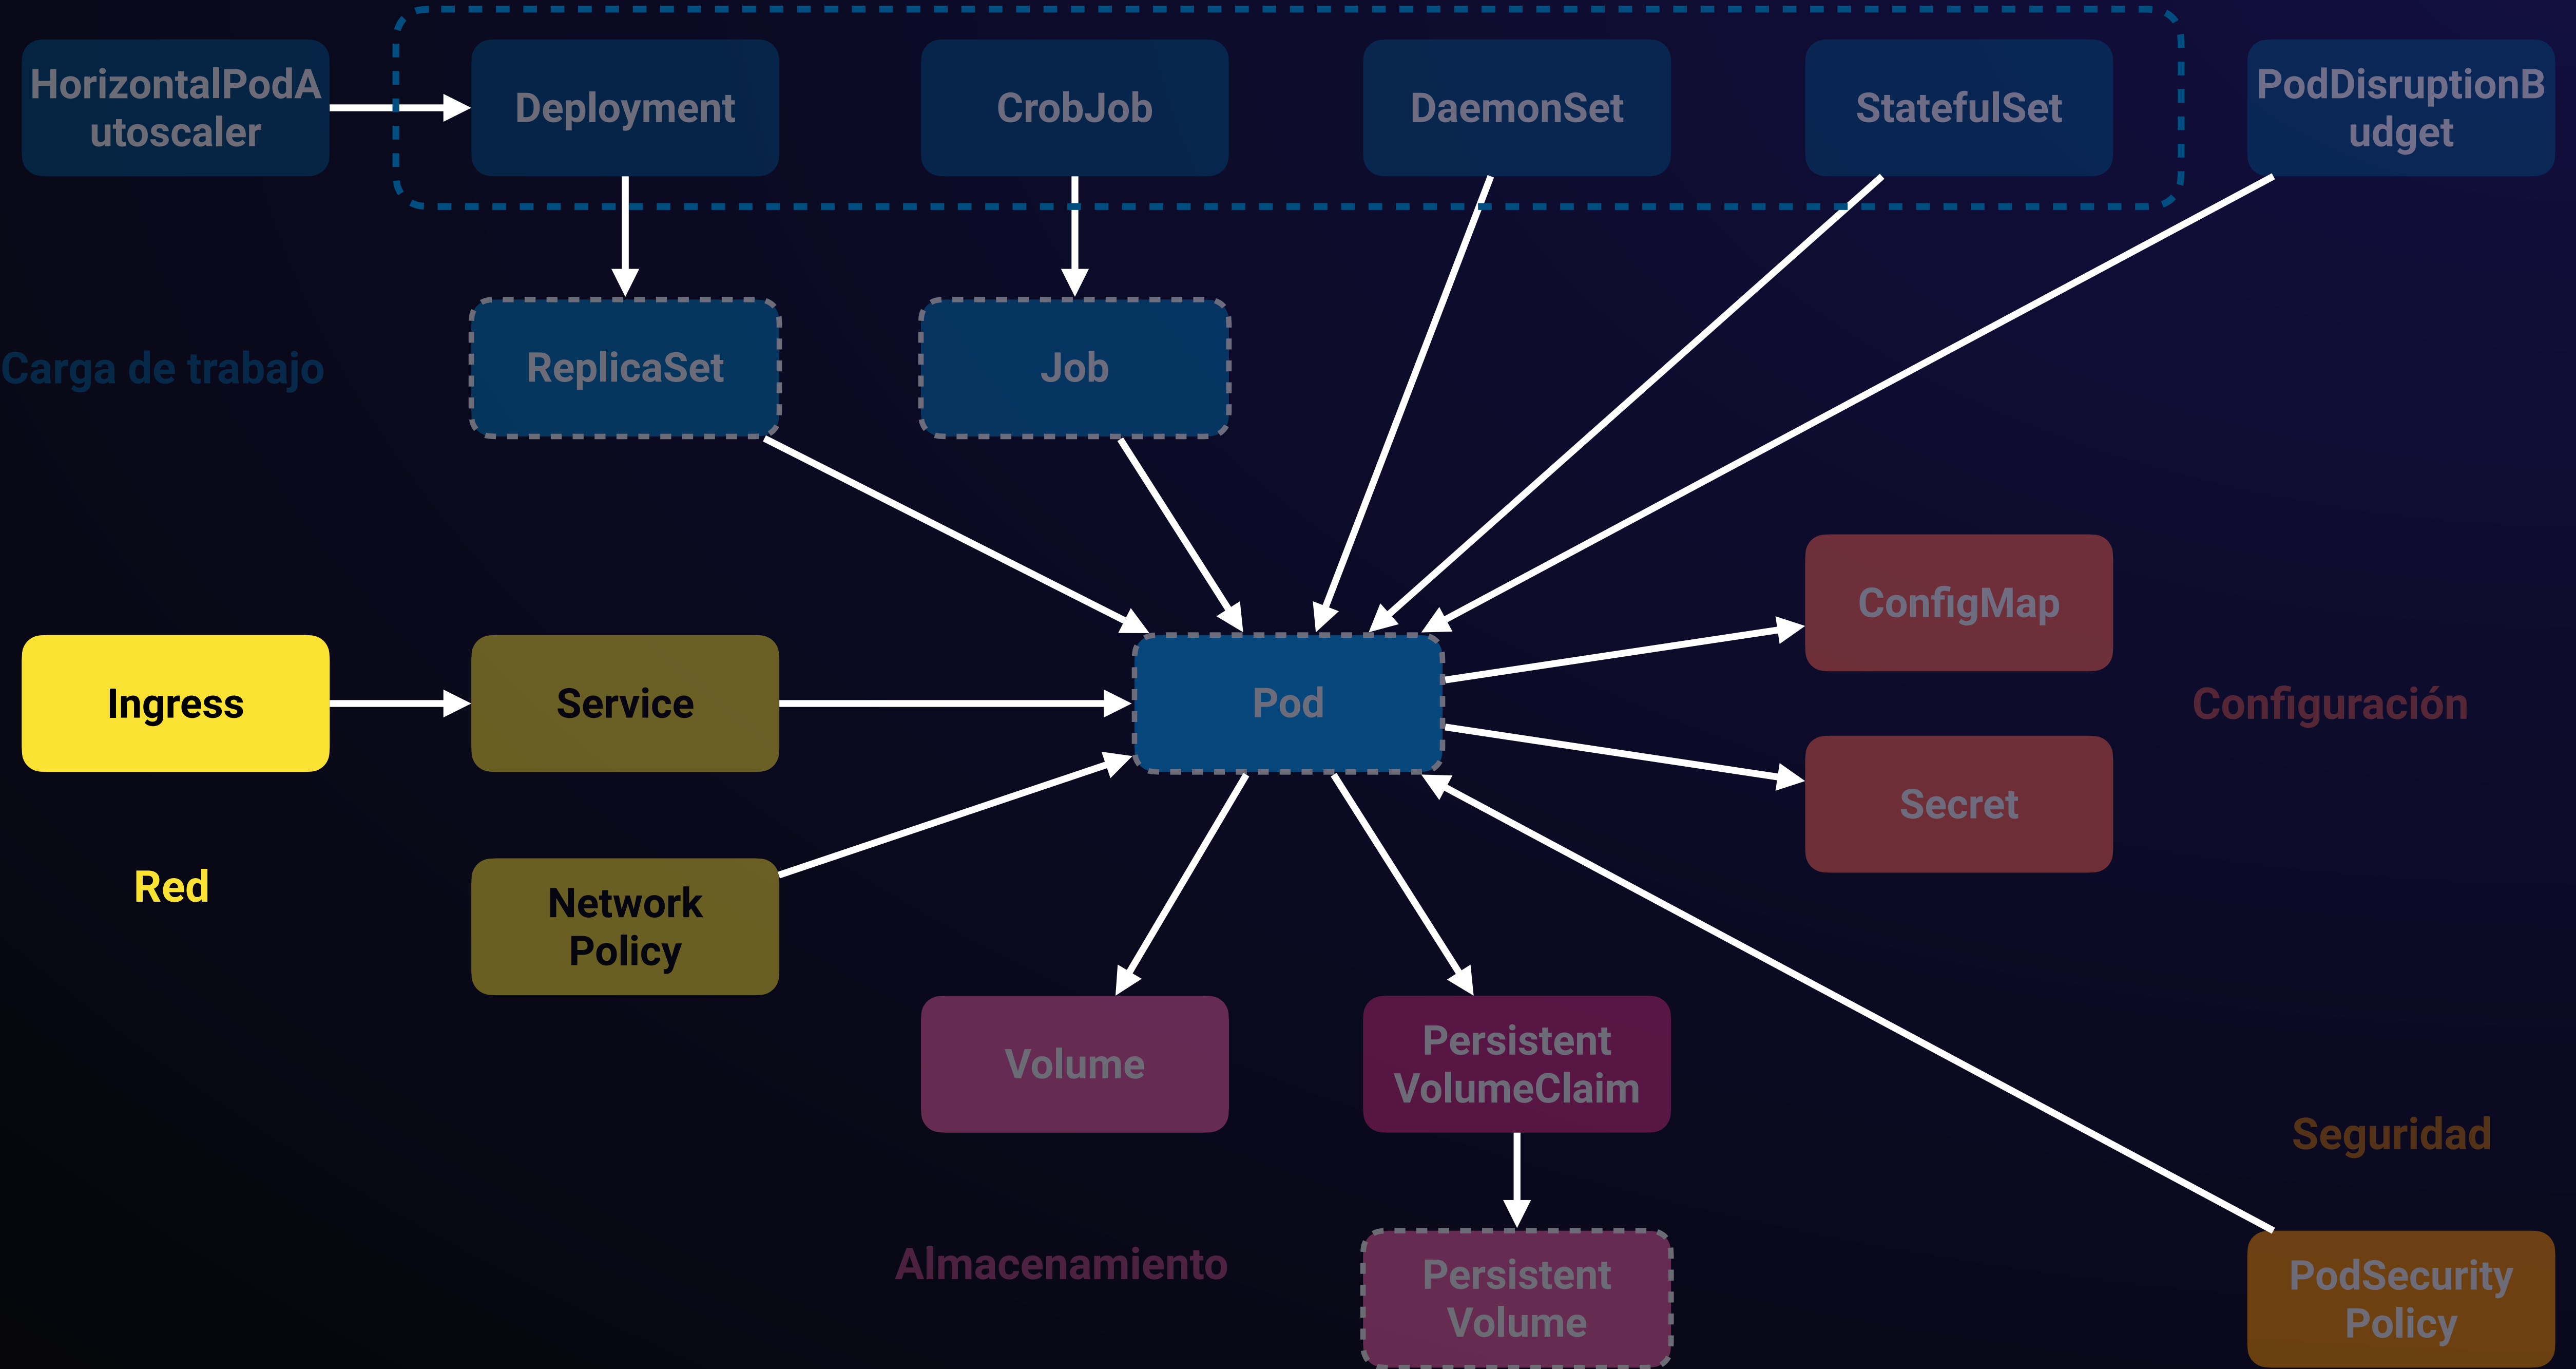 HorizontalPodA
utoscaler
Deployment
CrobJob
DaemonSet
StatefulSet
PodDisruptionB
udget
Carga de trabajo
ReplicaSet
Job
ConfigMap
Ingress
Service
Pod
Configuración
Secret
Red
Network
Policy
Volume
Persistent
VolumeClaim
Seguridad
Almacenamiento
Persistent
Volume
PodSecurity
Policy